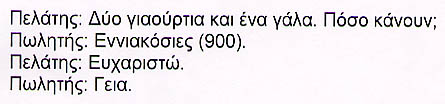 Πελάτης: Δύο γιαούρτια και ένα γάλα. Πόσο κάνουν;
Πωλητής: Εννιακόσιες (900).
Πελάτης: Ευχαριστώ.
Πωλητής: Γεια.